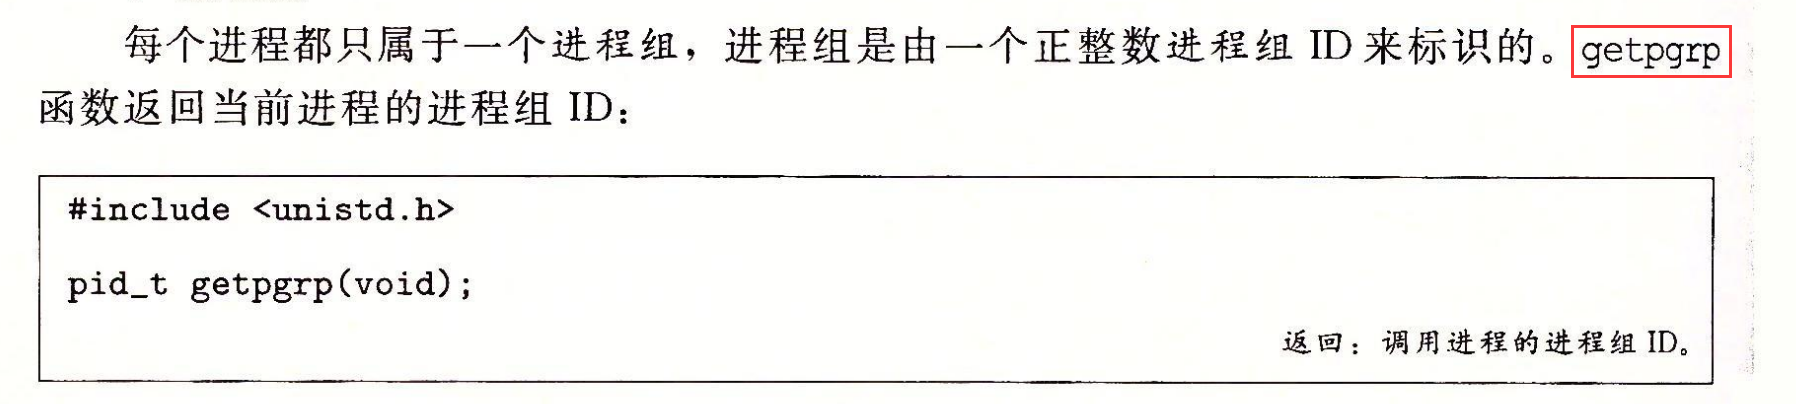 每个进程都只属于一个进程组，进程组是由一个正整数进程组 ID 来标识的。getpgrp
函数返回当前进程的进程组 ID：
#include <unistd.h>
pid_t getpgrp(void);
返回：调用进程的进程组 ID。